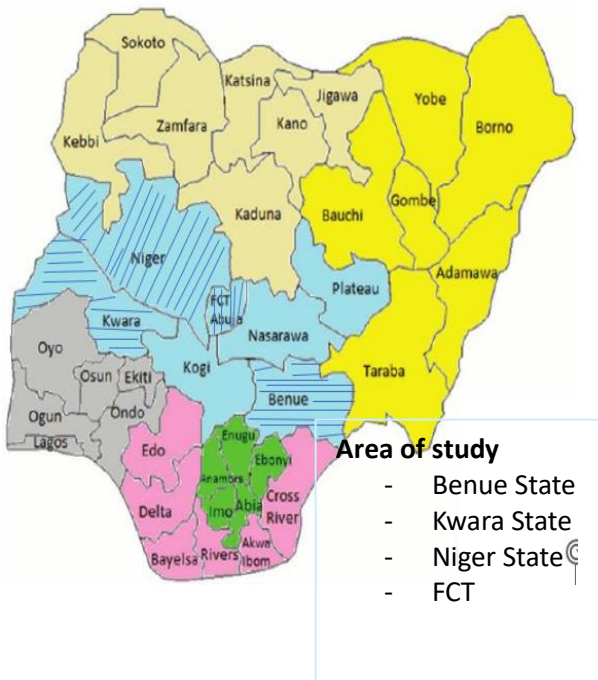 Sokoto
Katsina
Jigawa
Yobe
Borno
Kebbi
Zamfara
Kano
Kaduna
Bauchi
Gombe
Niger
Adamawa
Plateau
FCT
Abuja
Kwara
Nasarawa
Oyo
Kogi
Taraba
Osun
Ekiti
Benue
Ogun
Ondo
Lagos
Edo
Enugu
Ebonyi
Anambra
Delta
Imo
Abia
Cross
River
Bayelsa
Rivers
Akwa
Ibom
Area of study
- Benue State
- Kwara State
- Niger State
- FCT